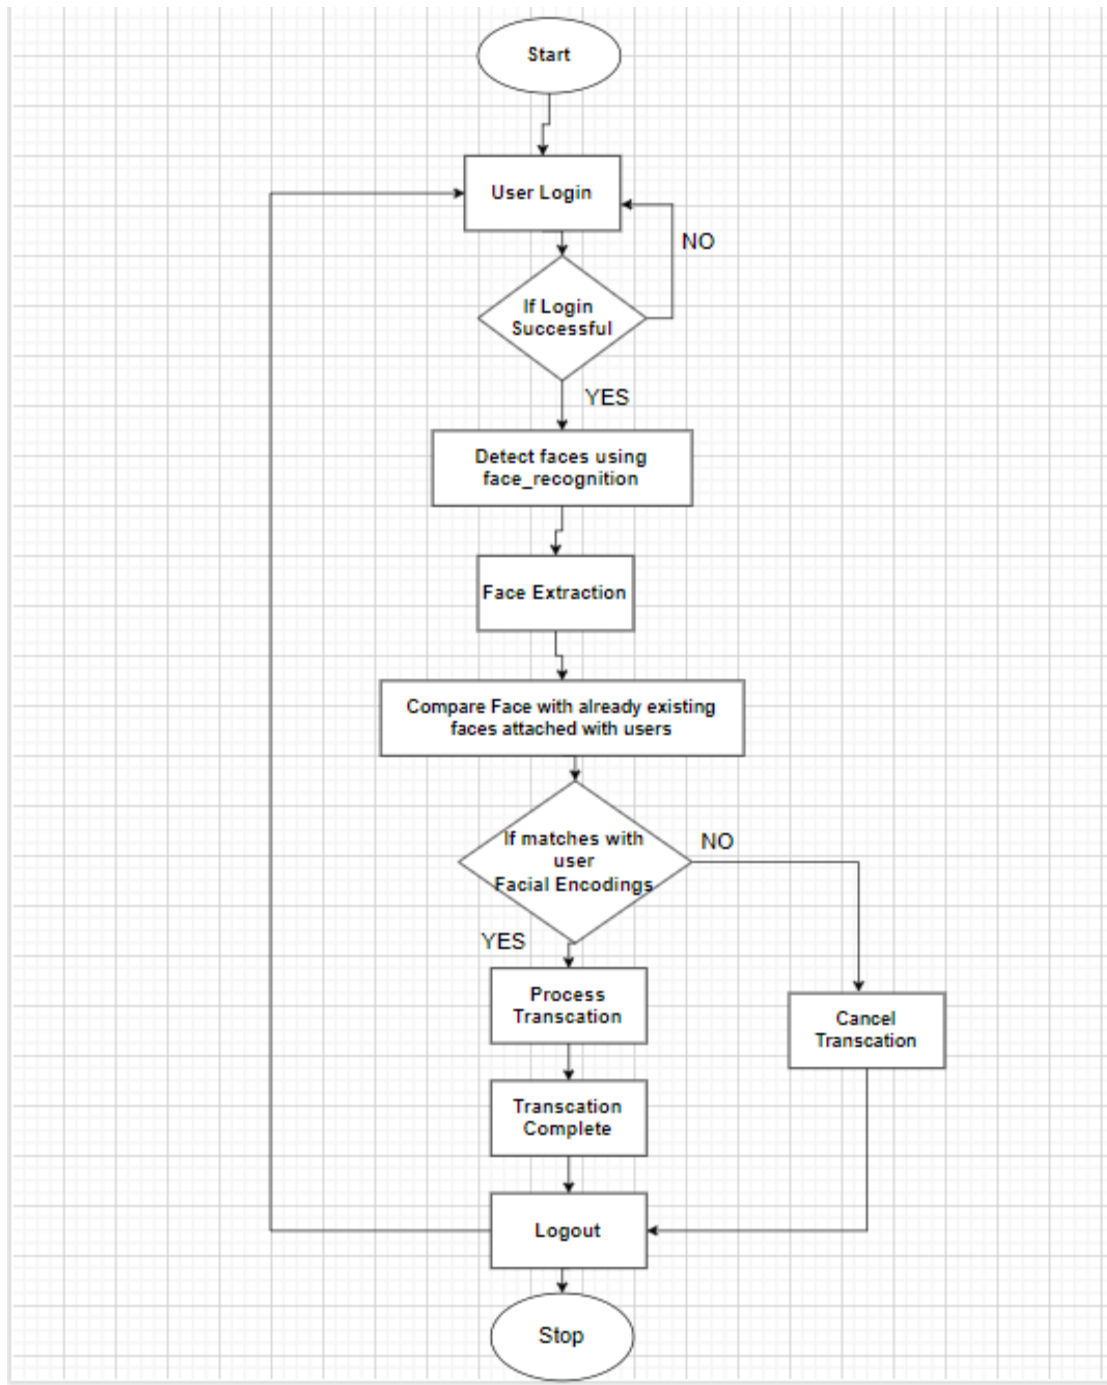 Start
User Login
NO
If Login
Successful
YES
Detect faces using
face_recognition
Face Extraction
Compare Face with already existing
faces attached with users
If matches with
user
Facial Encodings
NO
YES
Process
Transcation
Cancel
Transcation
Transcation
Complete
Logout
Stop